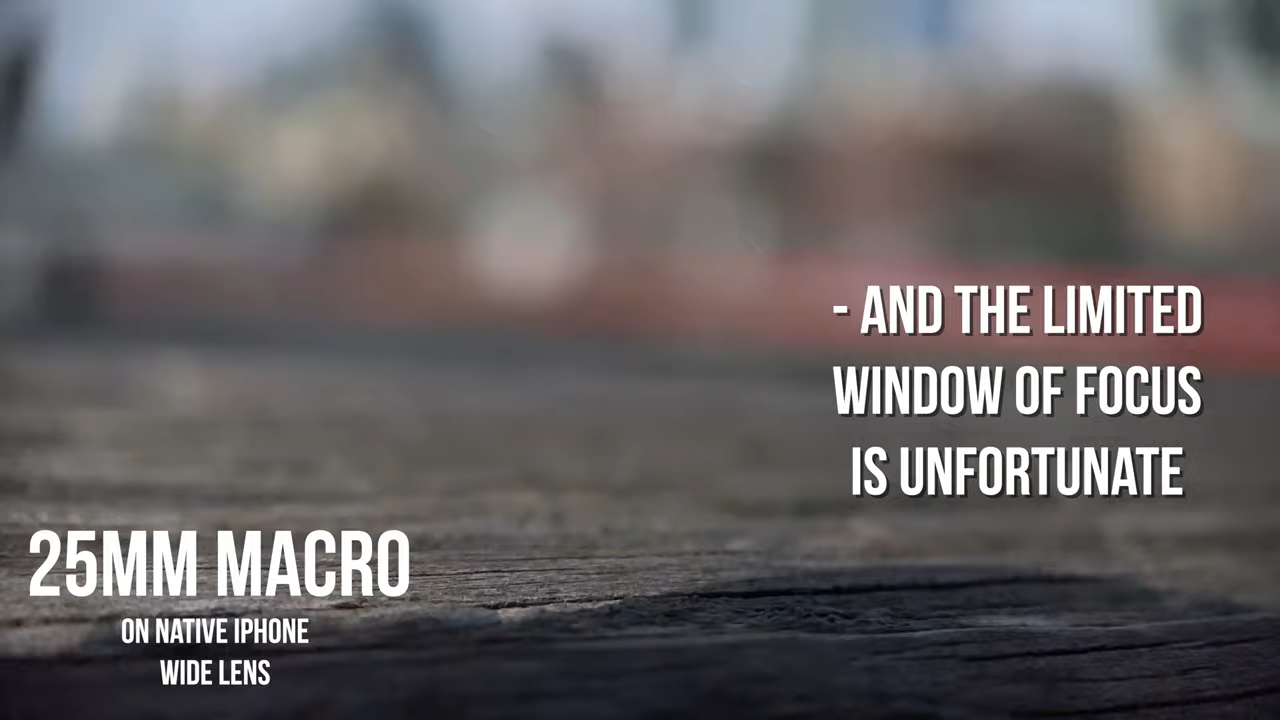 - AND THE LIMITED
WINDOW OF FOCUS
IS UNFORTUNATE
25MM MACRO
ON NATIVE IPHONE
WIDE LENS